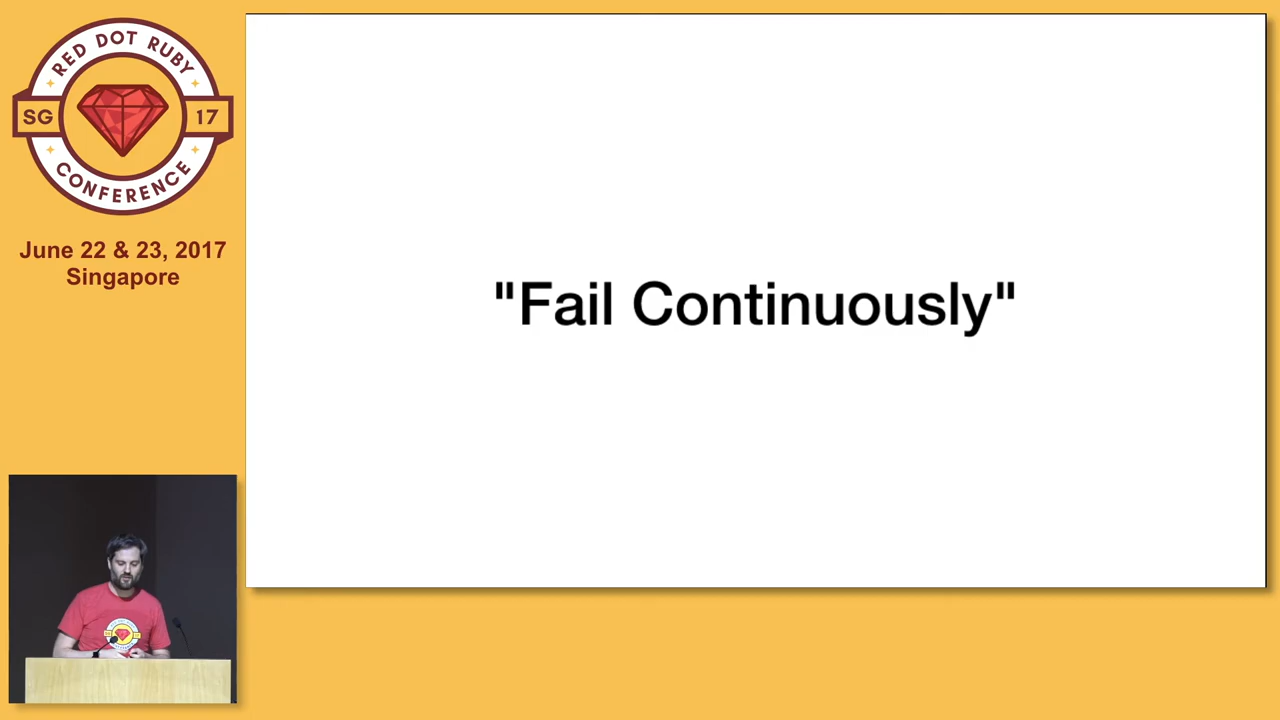 RED DOT RUBY
SG 17
CONFERENCE
June 22 & 23, 2017
Singapore
"Fail Continuously"